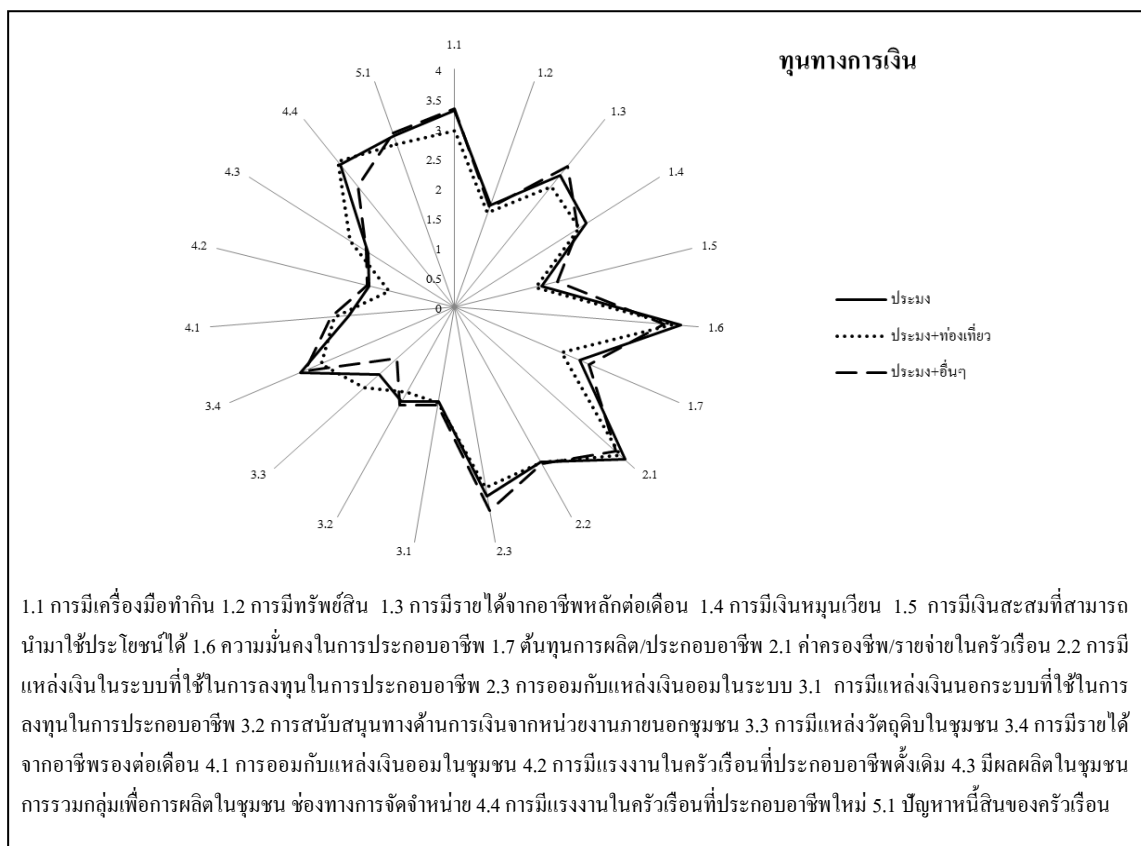 ทุนทางการเงิน
1.1
1.2
1.3
1.4
1.5
1.6
1.7
2.1
2.2
2.3
3.1
3.2
3.3
3.4
4.1
4.2
4.3
4.4
5.1
4
3.5
3
2.5
2
1.5
1
0.5
0
ประมง
ประมง+ท่องเที่ยว
ประมง+อื่นๆ
1.1 การมีเครื่องมือทำกิน 1.2 การมีทรัพย์สิน 1.3 การมีรายได้จากอาชีพหลักต่อเดือน 1.4 การมีเงินหมุนเวียน 1.5 การมีเงินสะสมที่สามารถ
นำมาใช้ประโยชน์ได้ 1.6 ความมั่นคงในการประกอบอาชีพ 1.7 ต้นทุนการผลิต/ประกอบอาชีพ 2.1 ค่าครองชีพ/รายจ่ายในครัวเรือน 2.2 การมี
แหล่งเงินในระบบที่ใช้ในการลงทุนในการประกอบอาชีพ 2.3 การออมกับแหล่งเงินออมในระบบ 3.1 การมีแหล่งเงินนอกระบบที่ใช้ในการ
ลงทุนในการประกอบอาชีพ 3.2 การสนับสนุนทางด้านการเงินจากหน่วยงานภายนอกชุมชน 3.3 การมีแหล่งวัตถุดิบในชุมชน 3.4 การมีรายได้
จากอาชีพรองต่อเดือน 4.1 การออมกับแหล่งเงินออมในชุมชน 4.2 การมีแรงงานในครัวเรือนที่ประกอบอาชีพดั้งเดิม 4.3 มีผลผลิตในชุมชน
การรวมกลุ่มเพื่อการผลิตในชุมชน ช่องทางการจัดจำหน่าย 4.4 การมีแรงงานในครัวเรือนที่ประกอบอาชีพใหม่ 5.1 ปัญหาหนี้สินของครัวเรือน